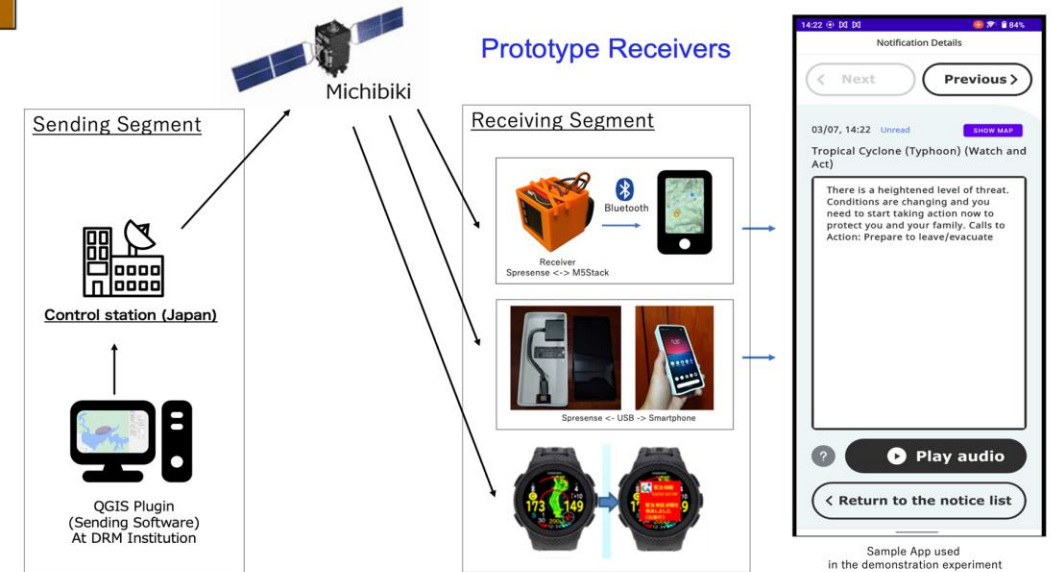 Prototype Receivers
Michibiki
Sending Segment
Control station (Japan)
QGIS Plugin
(Sending Software)
At DRM Institution
Receiving Segment
Bluetooth
Receiver
Spresense <-> M5Stack
Spresense <- USB -> Smartphone
173
149
14:22
84%
Notification Details
< Next
Previous >
03/07, 14:22 Unread
SHOW MAP
Tropical Cyclone (Typhoon) (Watch and
Act)
There is a heightened level of threat.
Conditions are changing and you
need to start taking action now to
protect you and your family. Calls to
Action: Prepare to leave/evacuate
?
Play audio
< Return to the notice list
Sample App used
in the demonstration experiment